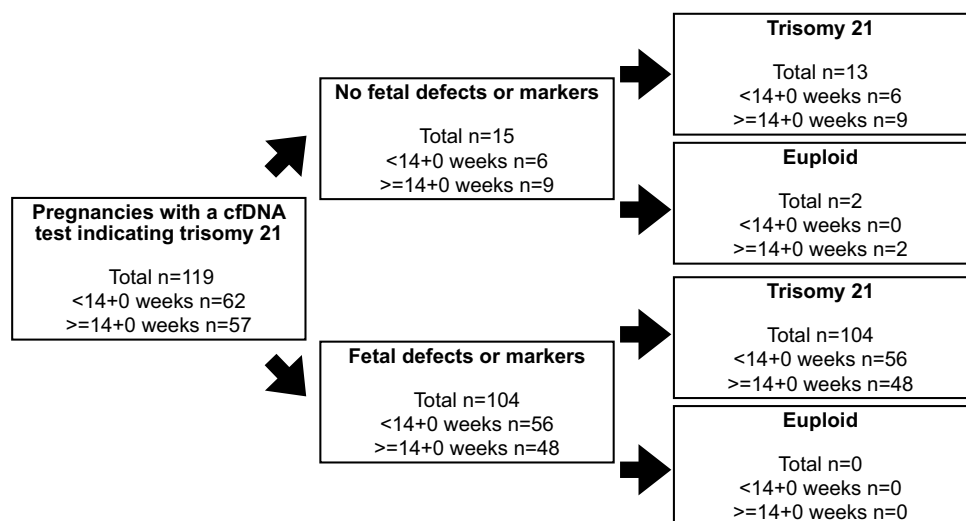 Pregnancies with a cfDNA
test indicating trisomy 21
Total n=119
<14+0 weeks n=62
>=14+0 weeks n=57
No fetal defects or markers
Total n=15
<14+0 weeks n=6
>=14+0 weeks n=9
Trisomy 21
Total n=13
<14+0 weeks n=6
>=14+0 weeks n=9
Euploid
Total n=2
<14+0 weeks n=0
>=14+0 weeks n=2
Fetal defects or markers
Total n=104
<14+0 weeks n=56
>=14+0 weeks n=48
Trisomy 21
Total n=104
<14+0 weeks n=56
>=14+0 weeks n=48
Euploid
Total n=0
<14+0 weeks n=0
>=14+0 weeks n=0